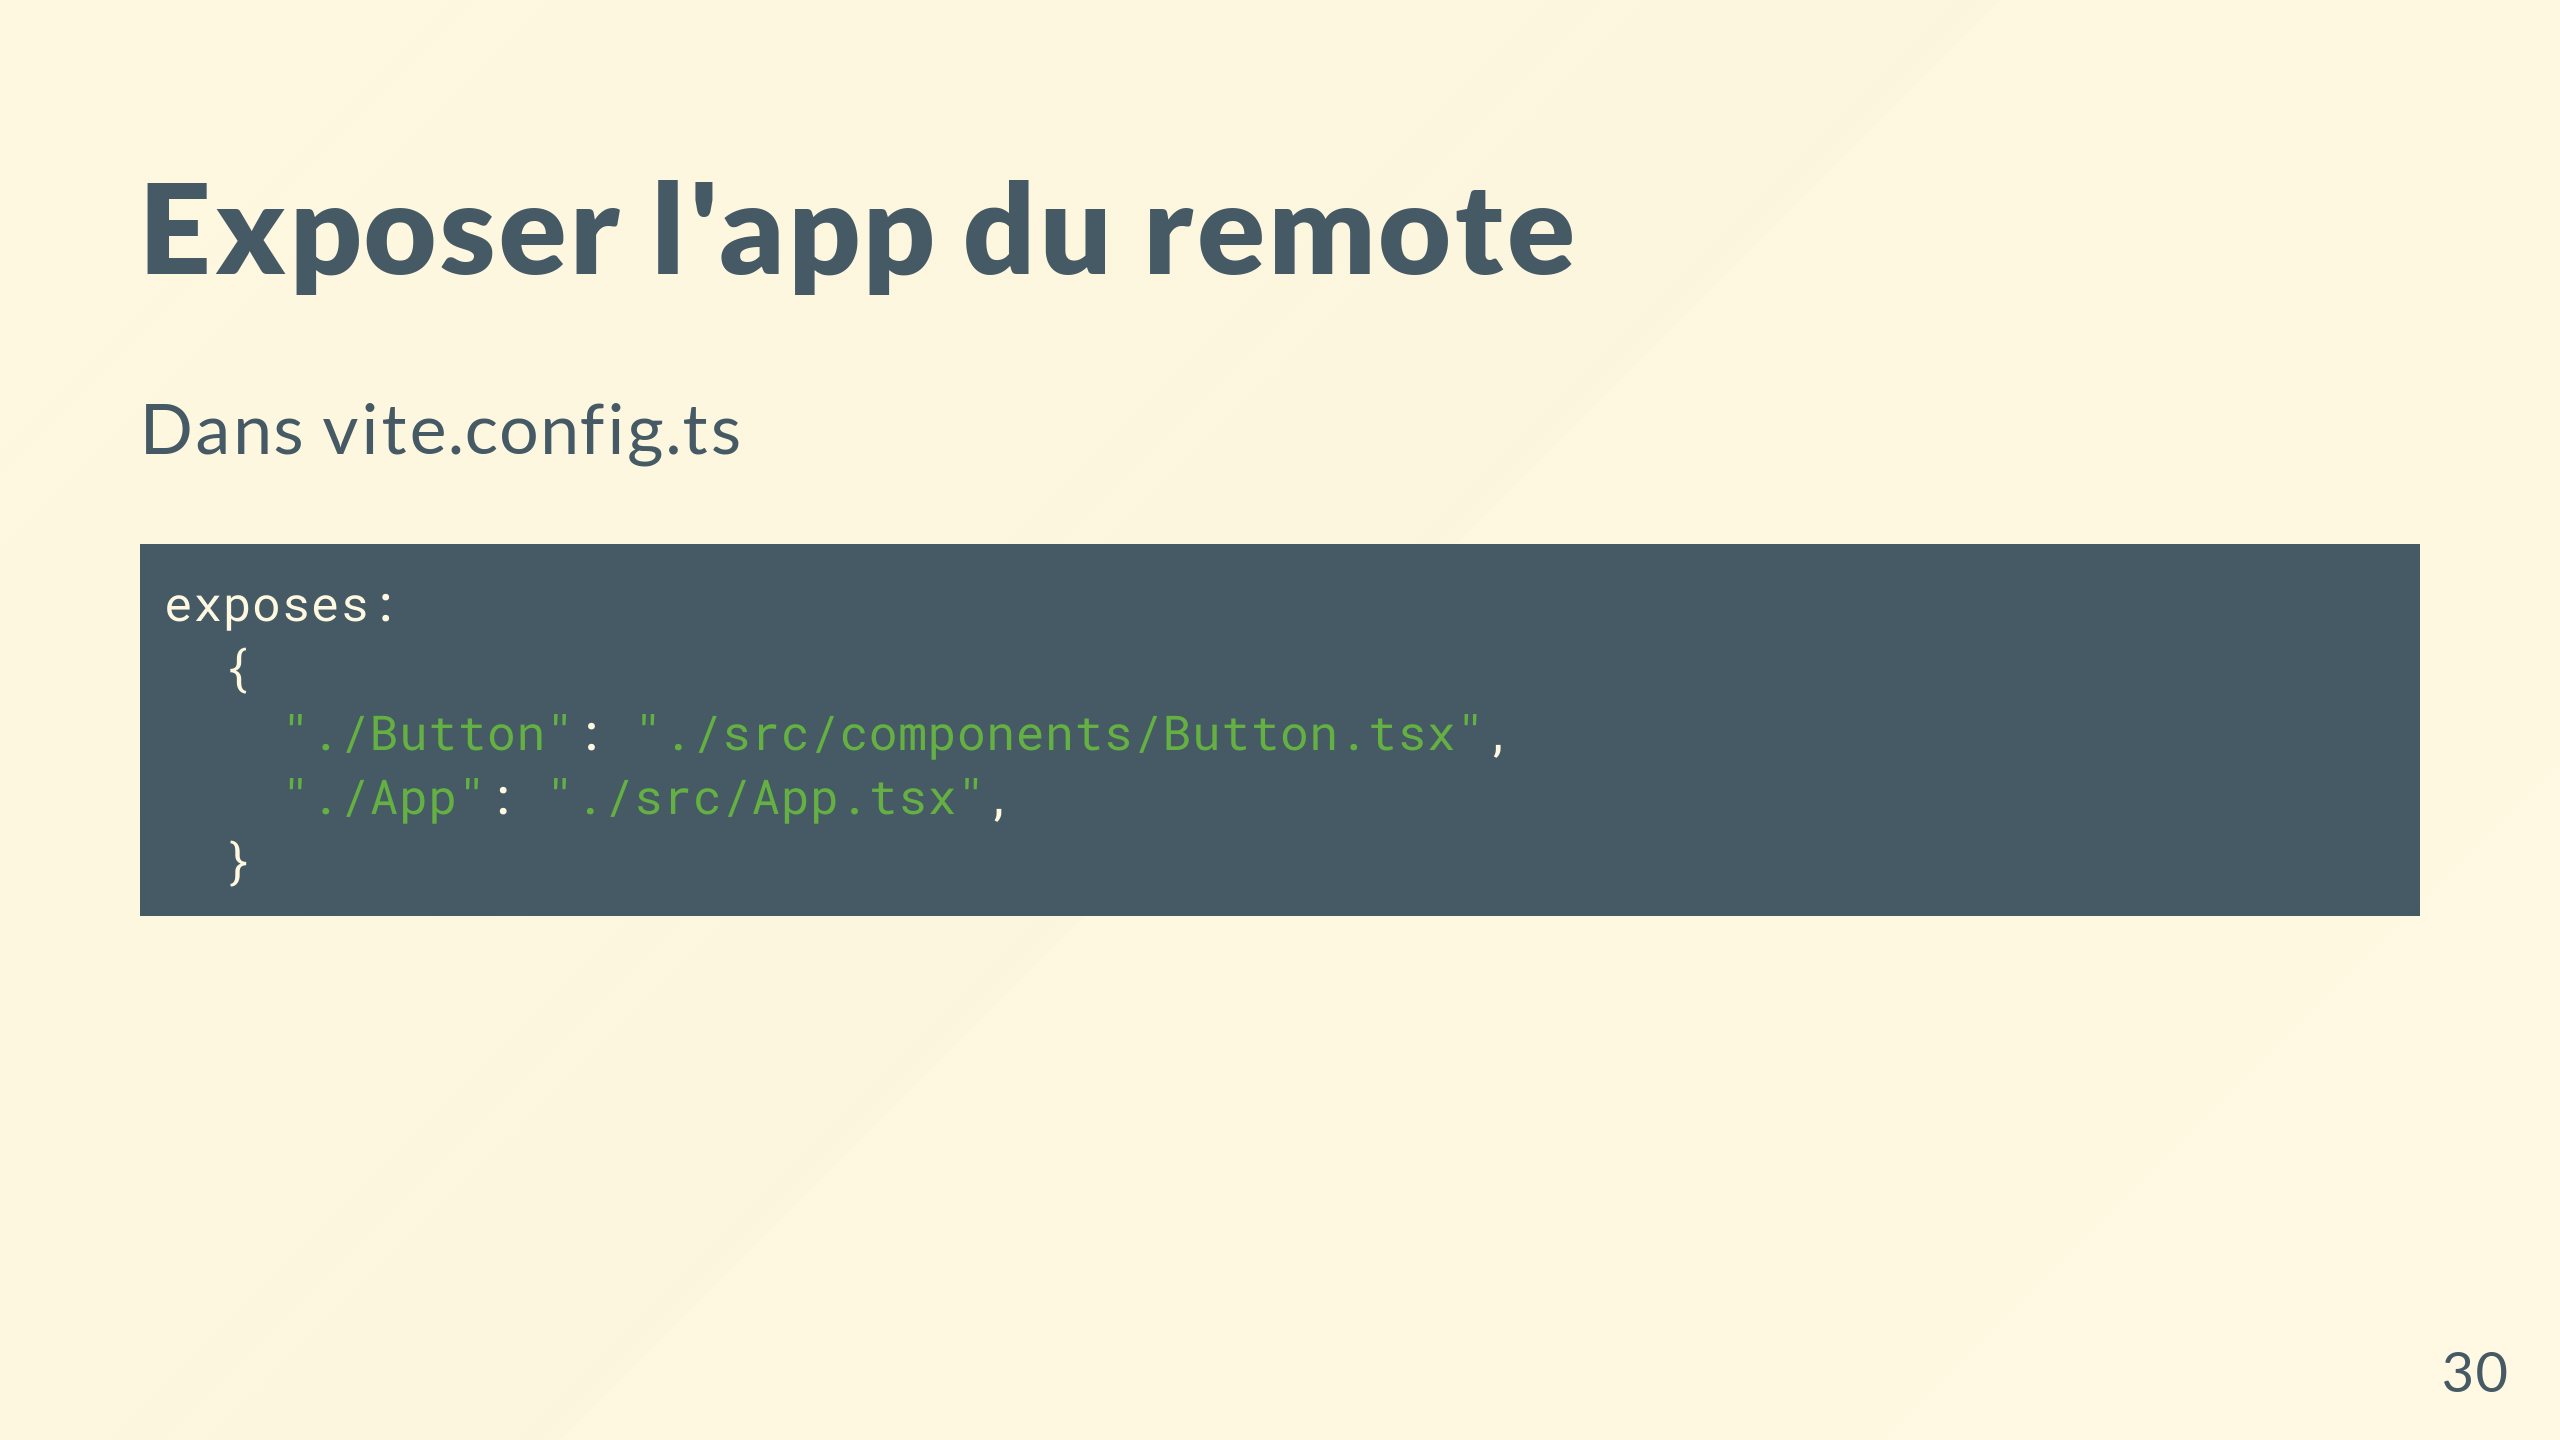 Exposer l'app du remote
Dans vite.config.ts
exposes:
  {
    "./Button": "./src/components/Button.tsx",
    "./App": "./src/App.tsx",
  }
30